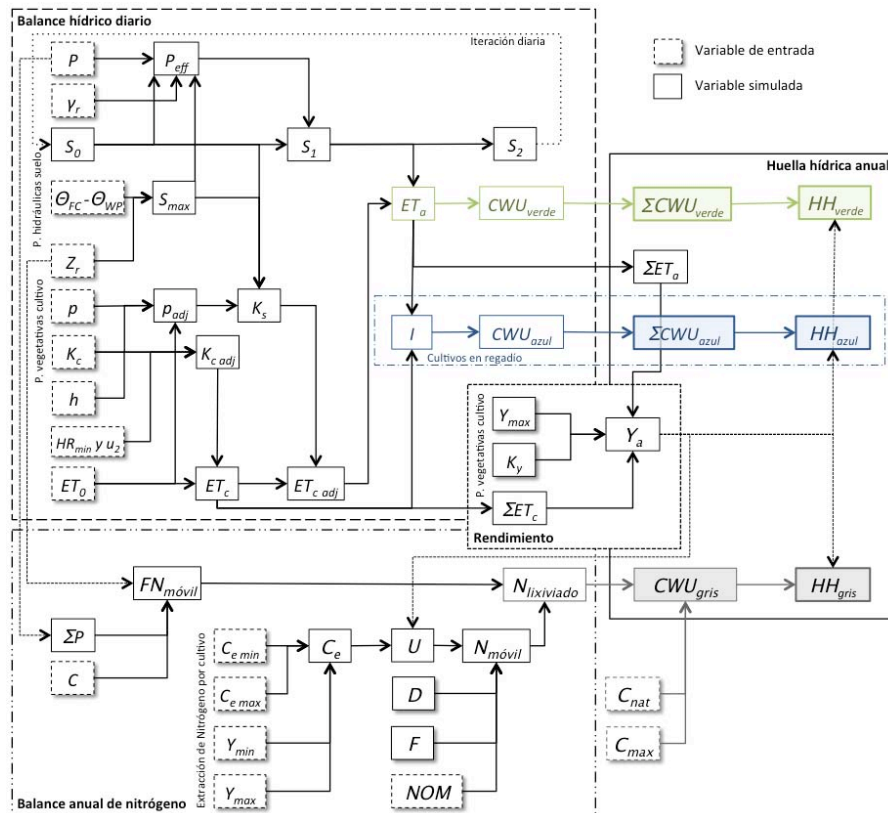 Balance hídrico diario
Iteración diaria
Variable de entrada
Variable simulada
P
P_eff
γ_r
S_0
S_1
S_2
Huella hídrica anual
P. hidráulicas suelo
Θ_FC - Θ_WP
S_max
ET_a
CWU_verde
ΣCWU_verde
HH_verde
Z_r
ΣET_a
P. vegetativas cultivo
p
p_adj
K_s
I
CWU_azul
ΣCWU_azul
HH_azul
Cultivos en regadío
K_c
K_c adj
h
HR_min y u_2
P. vegetativas cultivo
Y_max
Y_a
K_y
ET_0
ET_c
ET_c adj
ΣET_c
Rendimiento
FN_móvil
N_lixiviado
CWU_gris
HH_gris
ΣP
C
Extracción de Nitrógeno por cultivo
C_e min
C_e
U
N_móvil
C_e max
D
C_nat
Y_min
F
C_max
Y_max
NOM
Balance anual de nitrógeno